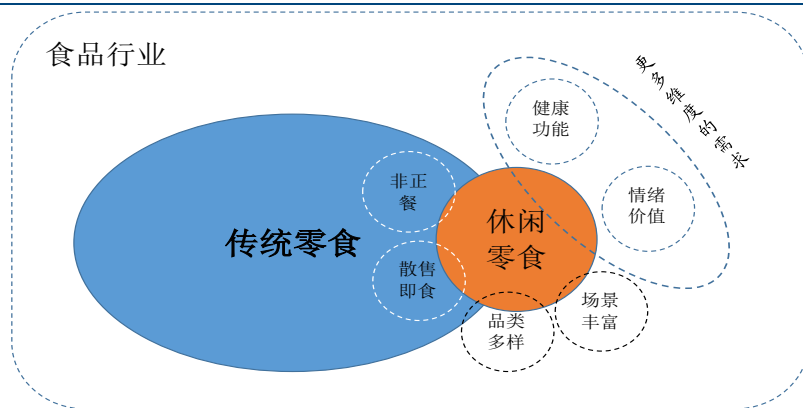 食品行业
更多维度的需求
健康
功能
非正
餐
情绪
价值
休闲
零食
传统零食
散售
即食
场景
丰富
品类
多样